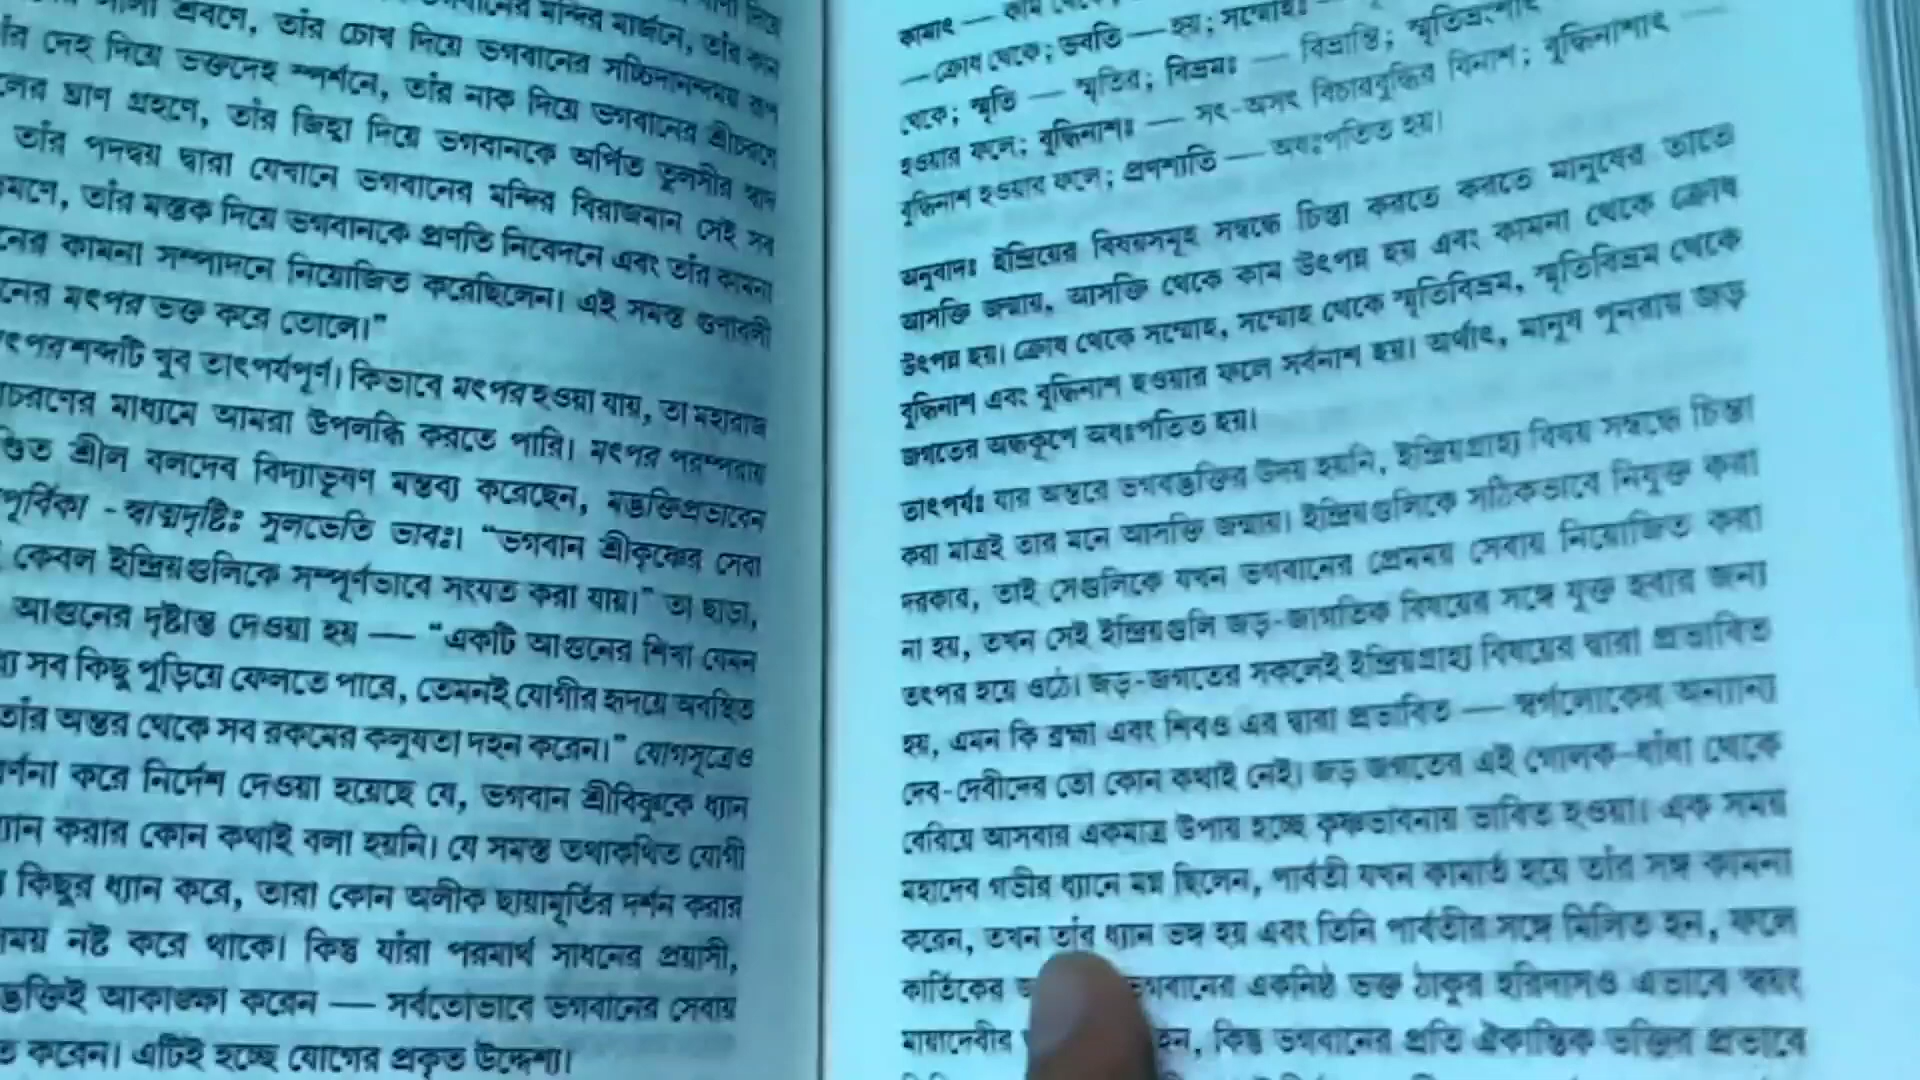 শ্রবণে, তাঁর চোখ দিয়ে ভগবানের সচ্চিদানন্দময় রূপ
দেহ দিয়ে ভক্তদেহ স্পর্শনে, তাঁর নাক দিয়ে ভগবানের শ্রীচরণে
ঘ্রাণ গ্রহণে, তাঁর জিহ্বা দিয়ে ভগবানকে অর্পিত তুলসীর স্বাদ
তাঁর পদদ্বয় দ্বারা যেখানে ভগবানের মন্দির বিরাজমান সেই সব
তাঁর মস্তক দিয়ে ভগবানকে প্রণতি নিবেদনে এবং তাঁর কামনা
কামনা সম্পাদনে নিয়োজিত করেছিলেন। এই সমস্ত গুণাবলী
মৎপর ভক্ত করে তোলে।"
শব্দটি খুব তাৎপর্যপূর্ণ। কিভাবে মৎপর হওয়া যায়, তা মহারাজ
মাধ্যমে আমরা উপলব্ধি করতে পারি। মৎপর পরম্পরায়
শ্রীল বলদেব বিদ্যাভূষণ মন্তব্য করেছেন, মদ্ভক্তিপ্রভাবেন
পূর্বিকা - স্বাত্মদৃষ্টিঃ সুলভেতি ভাবঃ। “ভগবান শ্রীকৃষ্ণের সেবা
কেবল ইন্দ্রিয়গুলিকে সম্পূর্ণভাবে সংযত করা যায়।” তা ছাড়া,
আগুনের দৃষ্টান্ত দেওয়া হয় — “একটি আগুনের শিখা যেমন
সব কিছু পুড়িয়ে ফেলতে পারে, তেমনই যোগীর হৃদয়ে অবস্থিত
তাঁর অন্তর থেকে সব রকমের কলুষতা দহন করেন।” যোগসূত্রেও
করে নির্দেশ দেওয়া হয়েছে যে, ভগবান শ্রীবিষ্ণুকে ধ্যান
করার কোন কথাই বলা হয়নি। যে সমস্ত তথাকথিত যোগী
কিছুর ধ্যান করে, তারা কোন অলীক ছায়ামূর্তির দর্শন করার
নষ্ট করে থাকে। কিন্তু যাঁরা পরমার্থ সাধনের প্রয়াসী,
আকাঙ্ক্ষা করেন — সর্বতোভাবে ভগবানের সেবায়
করেন। এটিই হচ্ছে যোগের প্রকৃত উদ্দেশ্য।
— ক্রোধ থেকে; ভবতি — হয়; সম্মোহঃ —
থেকে; স্মৃতি — স্মৃতির; বিভ্রমঃ — বিভ্রান্তি; স্মৃতিভ্রংশাৎ
হওয়ার ফলে; বুদ্ধিনাশঃ — সৎ-অসৎ বিচারবুদ্ধির বিনাশ; বুদ্ধিনাশাৎ —
বুদ্ধিনাশ হওয়ার ফলে; প্রণশ্যতি — অধঃপতিত হয়।
অনুবাদঃ ইন্দ্রিয়ের বিষয়সমূহ সম্বন্ধে চিন্তা করতে করতে মানুষের তাতে
আসক্তি জন্মায়, আসক্তি থেকে কাম উৎপন্ন হয় এবং কামনা থেকে ক্রোধ
উৎপন্ন হয়। ক্রোধ থেকে সম্মোহ, সম্মোহ থেকে স্মৃতিবিভ্রম, স্মৃতিবিভ্রম থেকে
বুদ্ধিনাশ এবং বুদ্ধিনাশ হওয়ার ফলে সর্বনাশ হয়। অর্থাৎ, মানুষ পুনরায় জড়
জগতের অন্ধকূপে অধঃপতিত হয়।
তাৎপর্যঃ যার অন্তরে ভগবদ্ভক্তির উদয় হয়নি, ইন্দ্রিয়গ্রাহ্য বিষয় সম্বন্ধে চিন্তা
করা মাত্রই তার মনে আসক্তি জন্মায়। ইন্দ্রিয়গুলিকে সঠিকভাবে নিযুক্ত করা
দরকার, তাই সেগুলিকে যখন ভগবানের প্রেমময় সেবায় নিয়োজিত করা
না হয়, তখন সেই ইন্দ্রিয়গুলি জড়-জাগতিক বিষয়ের সঙ্গে যুক্ত হবার জন্য
তৎপর হয়ে ওঠে। জড়-জগতের সকলেই ইন্দ্রিয়গ্রাহ্য বিষয়ের দ্বারা প্রভাবিত
হয়, এমন কি ব্রহ্মা এবং শিবও এর দ্বারা প্রভাবিত — স্বর্গলোকের অন্যান্য
দেব-দেবীদের তো কোন কথাই নেই। জড় জগতের এই গোলক-ধাঁধা থেকে
বেরিয়ে আসবার একমাত্র উপায় হচ্ছে কৃষ্ণভাবনায় ভাবিত হওয়া। এক সময়
মহাদেব গভীর ধ্যানে মগ্ন ছিলেন, পার্বতী যখন কামার্ত হয়ে তাঁর সঙ্গ কামনা
করেন, তখন তাঁর ধ্যান ভঙ্গ হয় এবং তিনি পার্বতীর সঙ্গে মিলিত হন, ফলে
কার্তিকের ভগবানের একনিষ্ঠ ভক্ত ঠাকুর হরিদাসও এভাবে স্বয়ং
মায়াদেবীর কিন্তু ভগবানের প্রতি ঐকান্তিক ভক্তির প্রভাবে